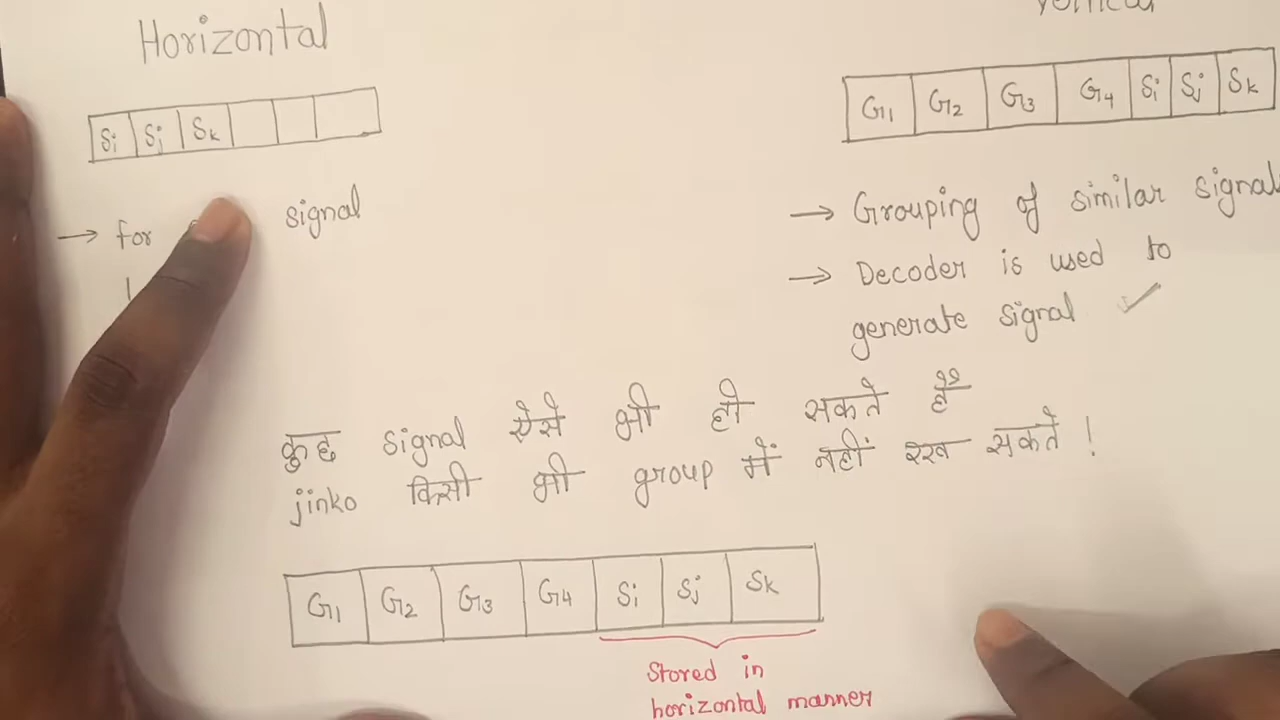 Horizontal
Si Sj Sk
→ for signal
G1 G2 G3 G4 Si Sj Sk
→ Grouping of similar signal
→ Decoder is used to
generate signal ✓
कुछ signal ऐसे भी हो सकते हैं
jinko किसी भी group में नहीं रख सकते !
G1 G2 G3 G4 Si Sj Sk
Stored in
horizontal manner